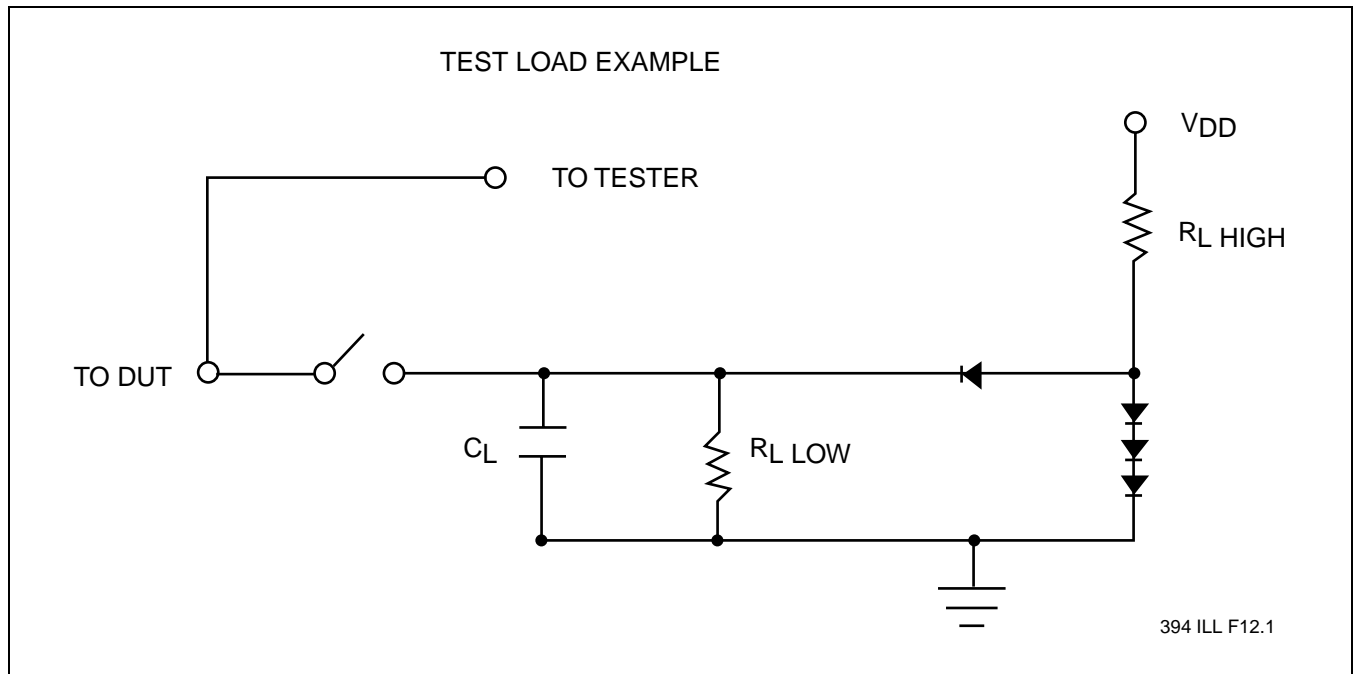 TEST LOAD EXAMPLE
VDD
TO TESTER
RL HIGH
TO DUT
CL
RL LOW
394 ILL F12.1